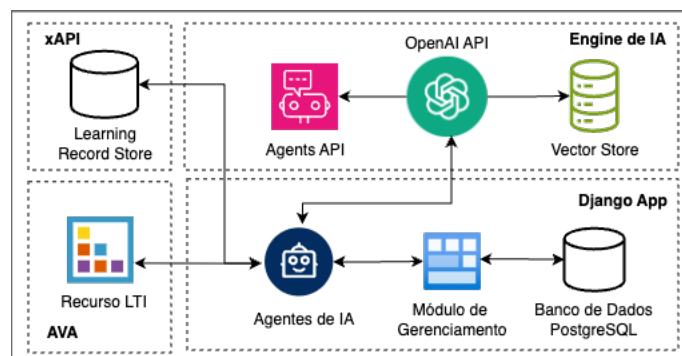 xAPI
Learning
Record Store
OpenAI API
Engine de IA
Agents API
Vector Store
Django App
Recurso LTI
AVA
Agentes de IA
Módulo de
Gerenciamento
Banco de Dados
PostgreSQL